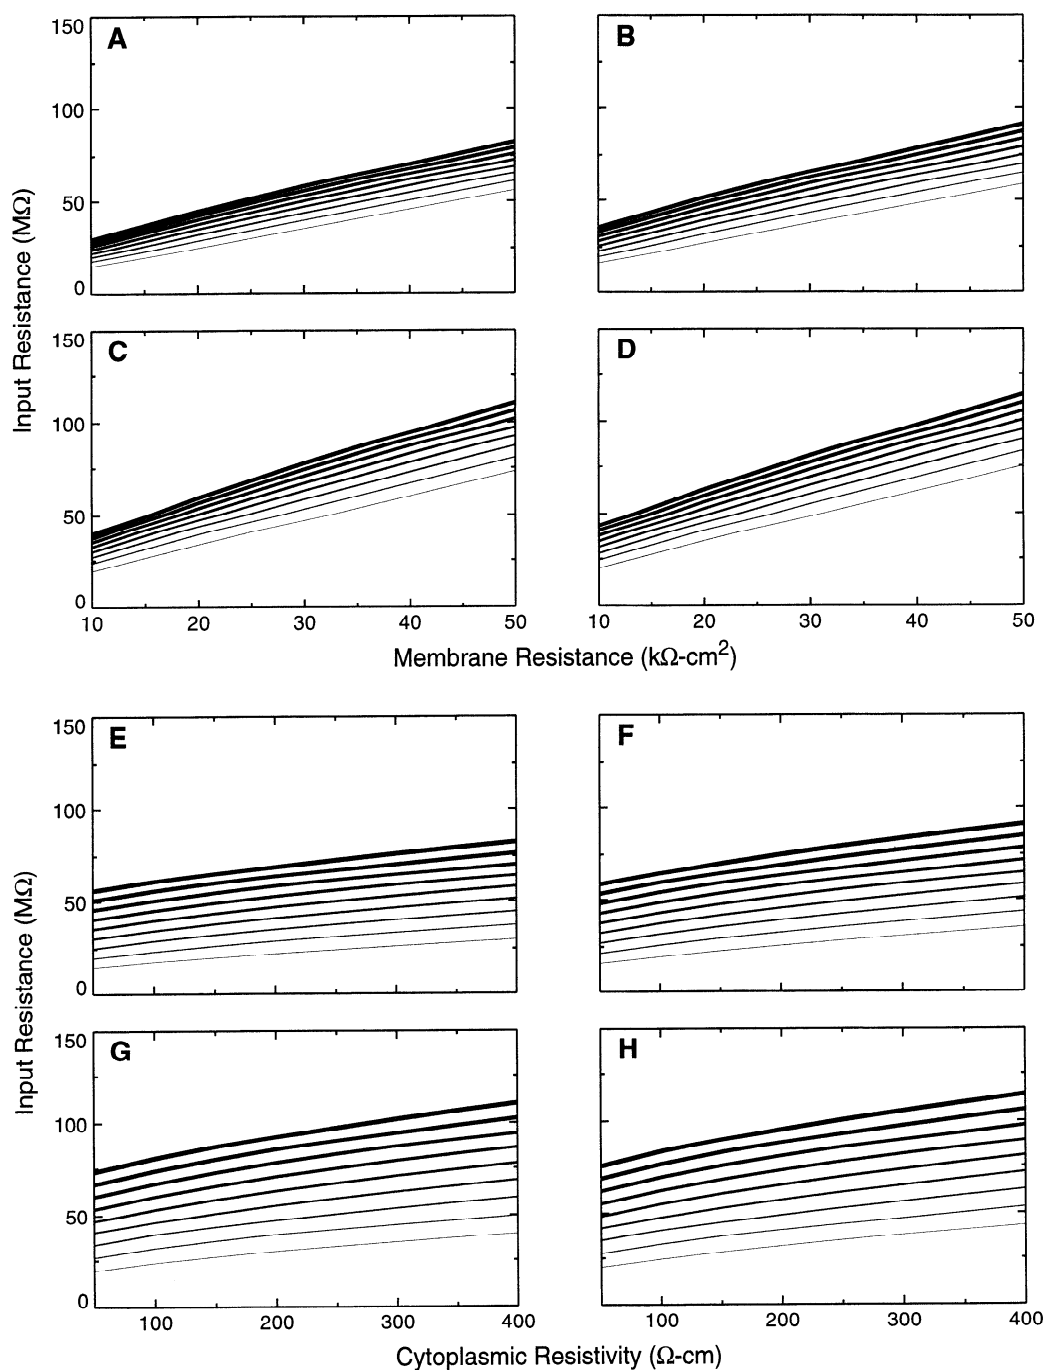 A
B
150
100
50
0
C
D
150
100
50
0
10 20 30 40 50
10 20 30 40 50
Input Resistance (MΩ)
Membrane Resistance (kΩ-cm²)
E
F
150
100
50
0
G
H
150
100
50
0
100 200 300 400
100 200 300 400
Input Resistance (MΩ)
Cytoplasmic Resistivity (Ω-cm)